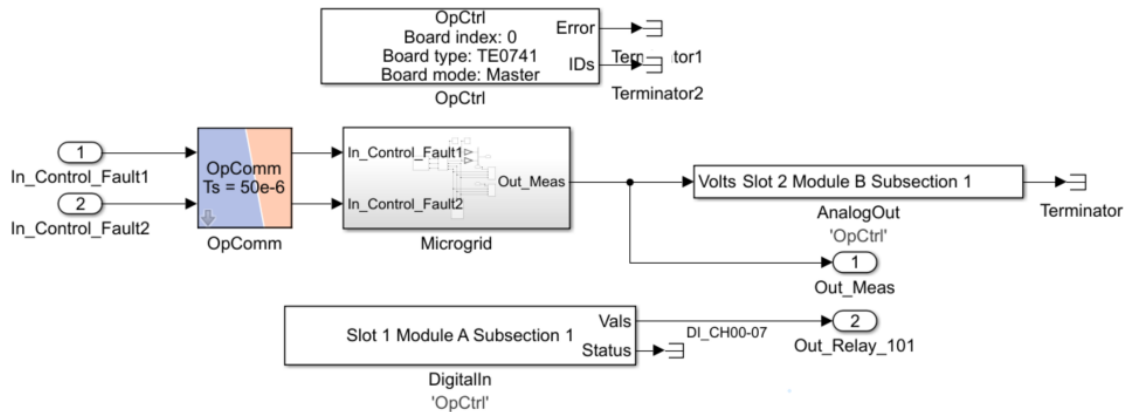 OpCtrl
Board index: 0
Board type: TE0741
Board mode: Master
Error
IDs
OpCtrl
Terminator2
1
In_Control_Fault1
2
In_Control_Fault2
OpComm
Ts = 50e-6
OpComm
In_Control_Fault1
In_Control_Fault2
Out_Meas
Microgrid
Volts Slot 2 Module B Subsection 1
AnalogOut
'OpCtrl'
Terminator
1
Out_Meas
Slot 1 Module A Subsection 1
Vals
Status
DigitalIn
'OpCtrl'
DI_CH00-07
2
Out_Relay_101